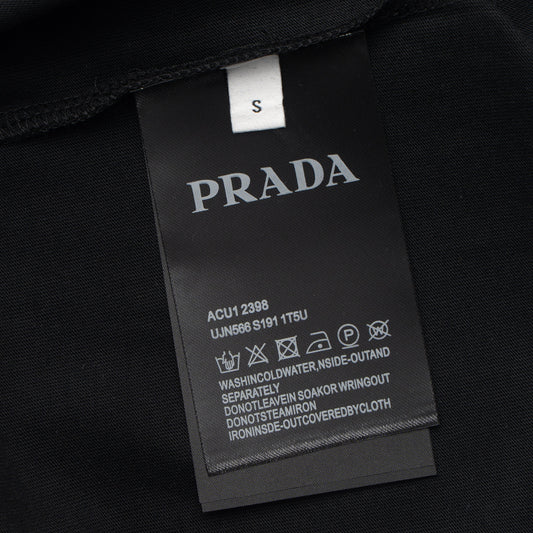 S
PRADA
ACU1 2398
UJN566 S191 1T5U
P W
WASHINCOLDWATER,NSIDE-OUTAND
SEPARATELY
DONOTLEAVEIN SOAKOR WRINGOUT
DONOTSTEAMIRON
IRONINSDE-OUTCOVEREDBYCLOTH